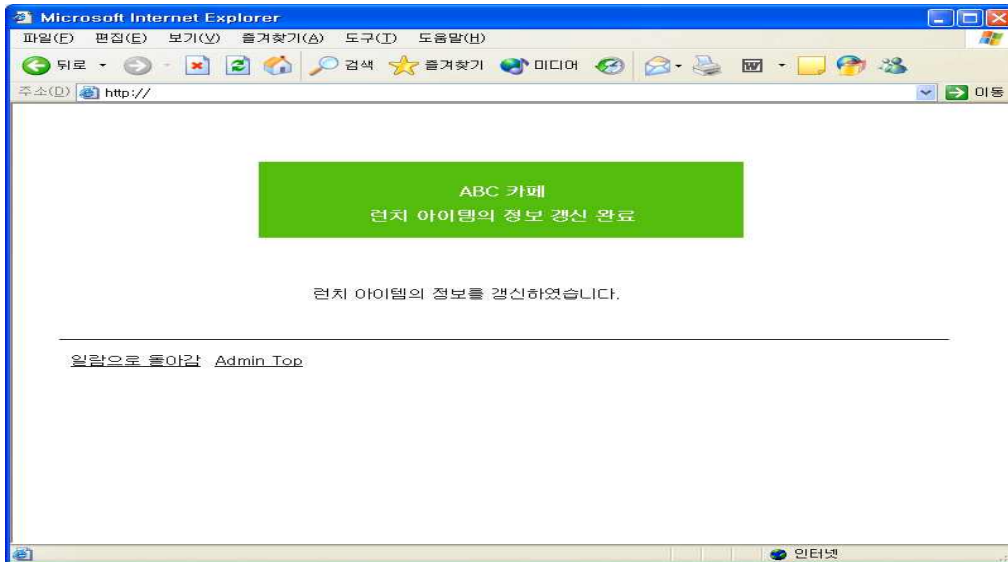 Microsoft Internet Explorer
파일(F) 편집(E) 보기(V) 즐겨찾기(A) 도구(T) 도움말(H)
뒤로 검색 즐겨찾기 미디어
주소(D) http:// 이동
ABC 카페
런치 아이템의 정보 갱신 완료
런치 아이템의 정보를 갱신하였습니다.
일람으로 돌아감 Admin Top
인터넷